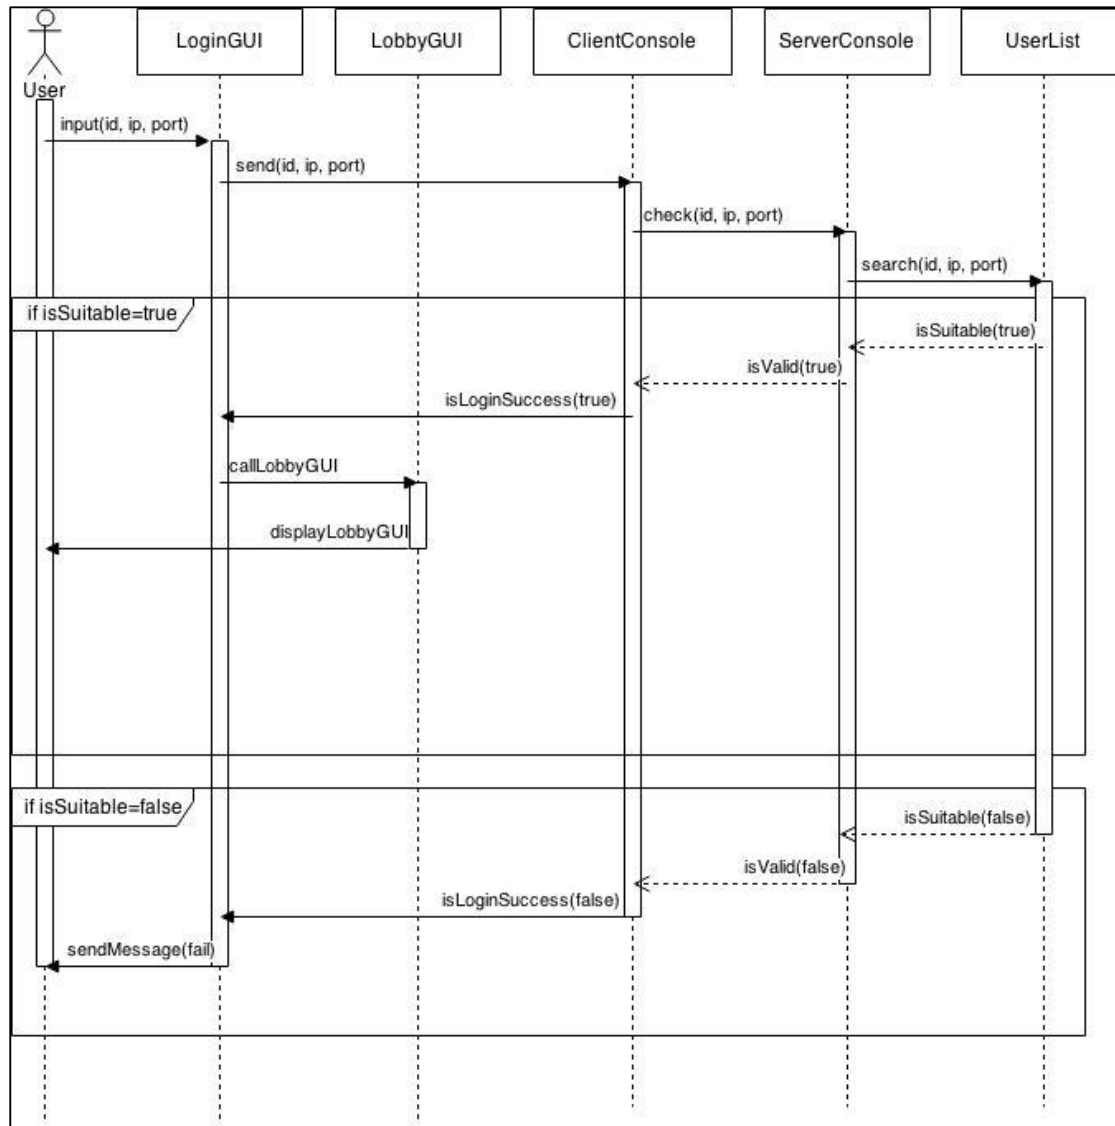 LoginGUI
LobbyGUI
ClientConsole
ServerConsole
UserList
User
input(id, ip, port)
send(id, ip, port)
check(id, ip, port)
search(id, ip, port)
if isSuitable=true
isSuitable(true)
isValid(true)
isLoginSuccess(true)
callLobbyGUI
displayLobbyGUI
if isSuitable=false
isSuitable(false)
isValid(false)
isLoginSuccess(false)
sendMessage(fail)